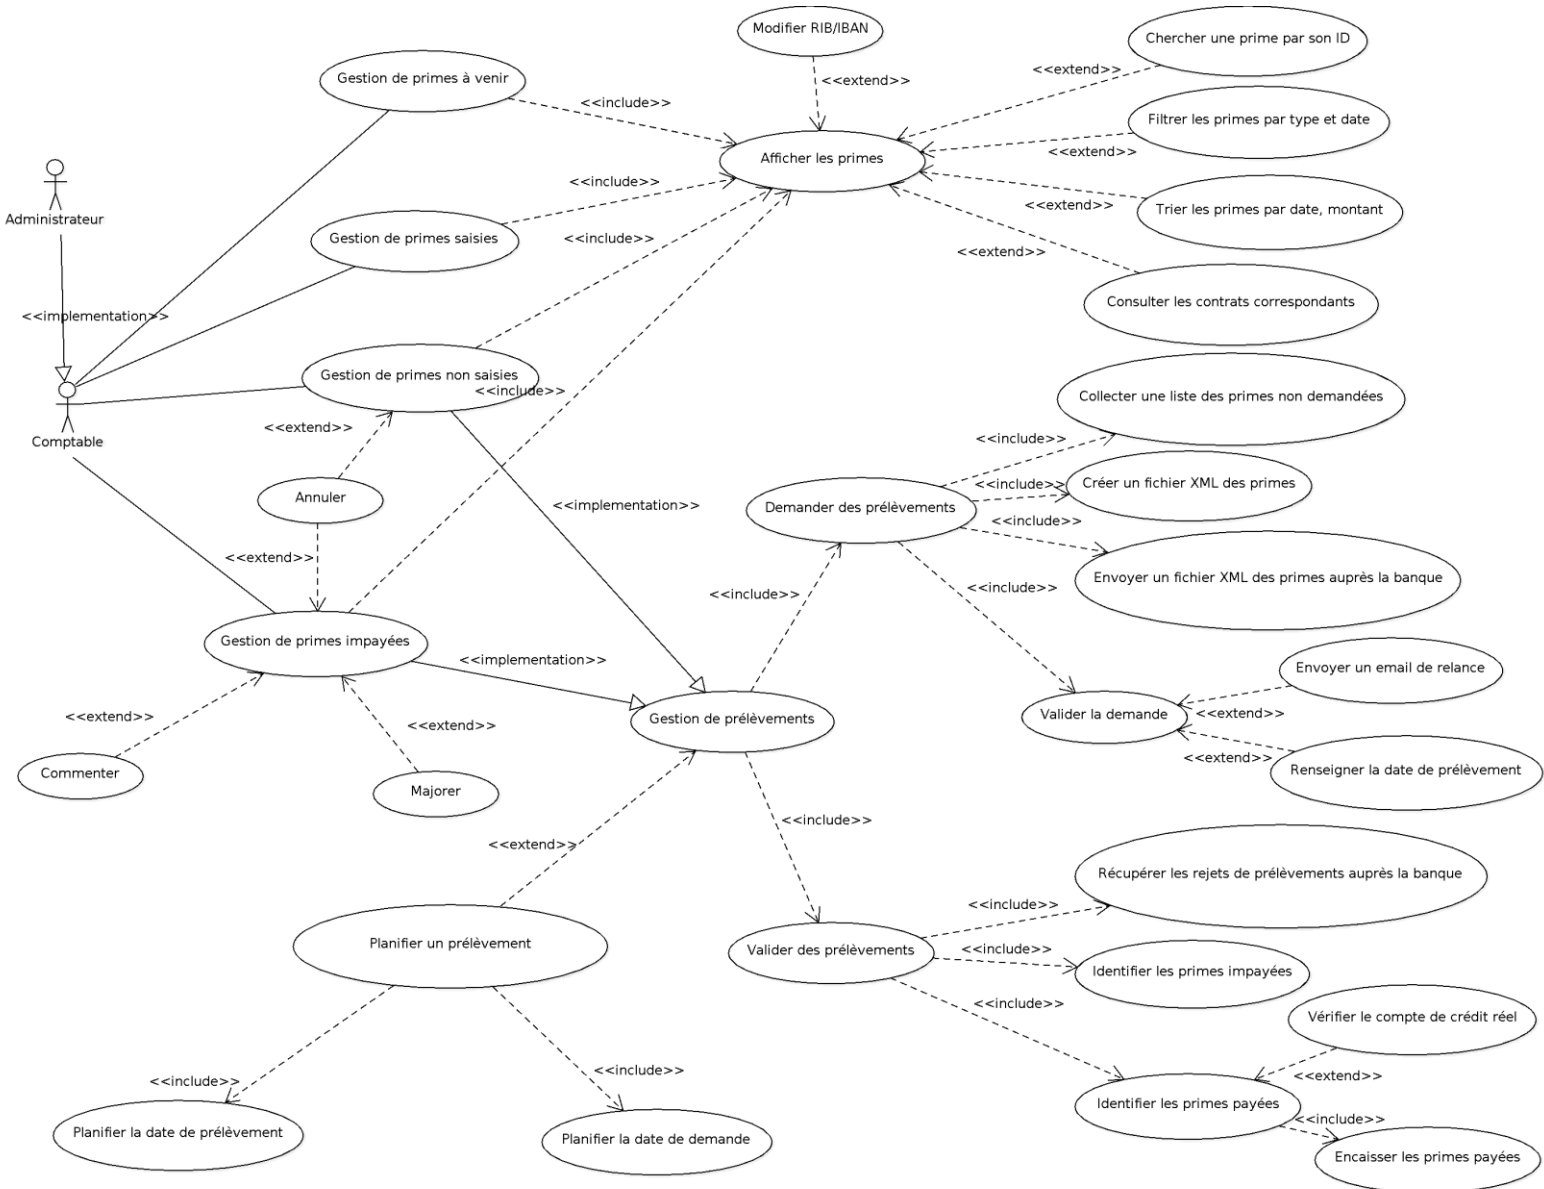 Modifier RIB/IBAN
Chercher une prime par son ID
<<extend>>
Gestion de primes à venir
<<extend>>
<<include>>
Filtrer les primes par type et date
<<extend>>
Afficher les primes
<<include>>
Administrateur
<<extend>>
Trier les primes par date, montant
Gestion de primes saisies
<<include>>
<<extend>>
Consulter les contrats correspondants
<<implementation>>
Gestion de primes non saisies
<<include>>
Collecter une liste des primes non demandées
<<extend>>
Comptable
<<include>>
Annuler
<<include>>
Créer un fichier XML des primes
<<implementation>>
Demander des prélèvements
<<include>>
<<extend>>
Envoyer un fichier XML des primes auprès la banque
<<include>>
<<include>>
Gestion de primes impayées
<<implementation>>
Envoyer un email de relance
<<extend>>
<<extend>>
Gestion de prélèvements
Valider la demande
<<extend>>
<<extend>>
Commenter
Renseigner la date de prélèvement
Majorer
<<include>>
<<extend>>
Récupérer les rejets de prélèvements auprès la banque
<<include>>
Planifier un prélèvement
Valider des prélèvements
<<include>>
Identifier les primes impayées
<<include>>
Vérifier le compte de crédit réel
<<include>>
<<include>>
<<extend>>
Identifier les primes payées
<<include>>
Planifier la date de prélèvement
Planifier la date de demande
Encaisser les primes payées